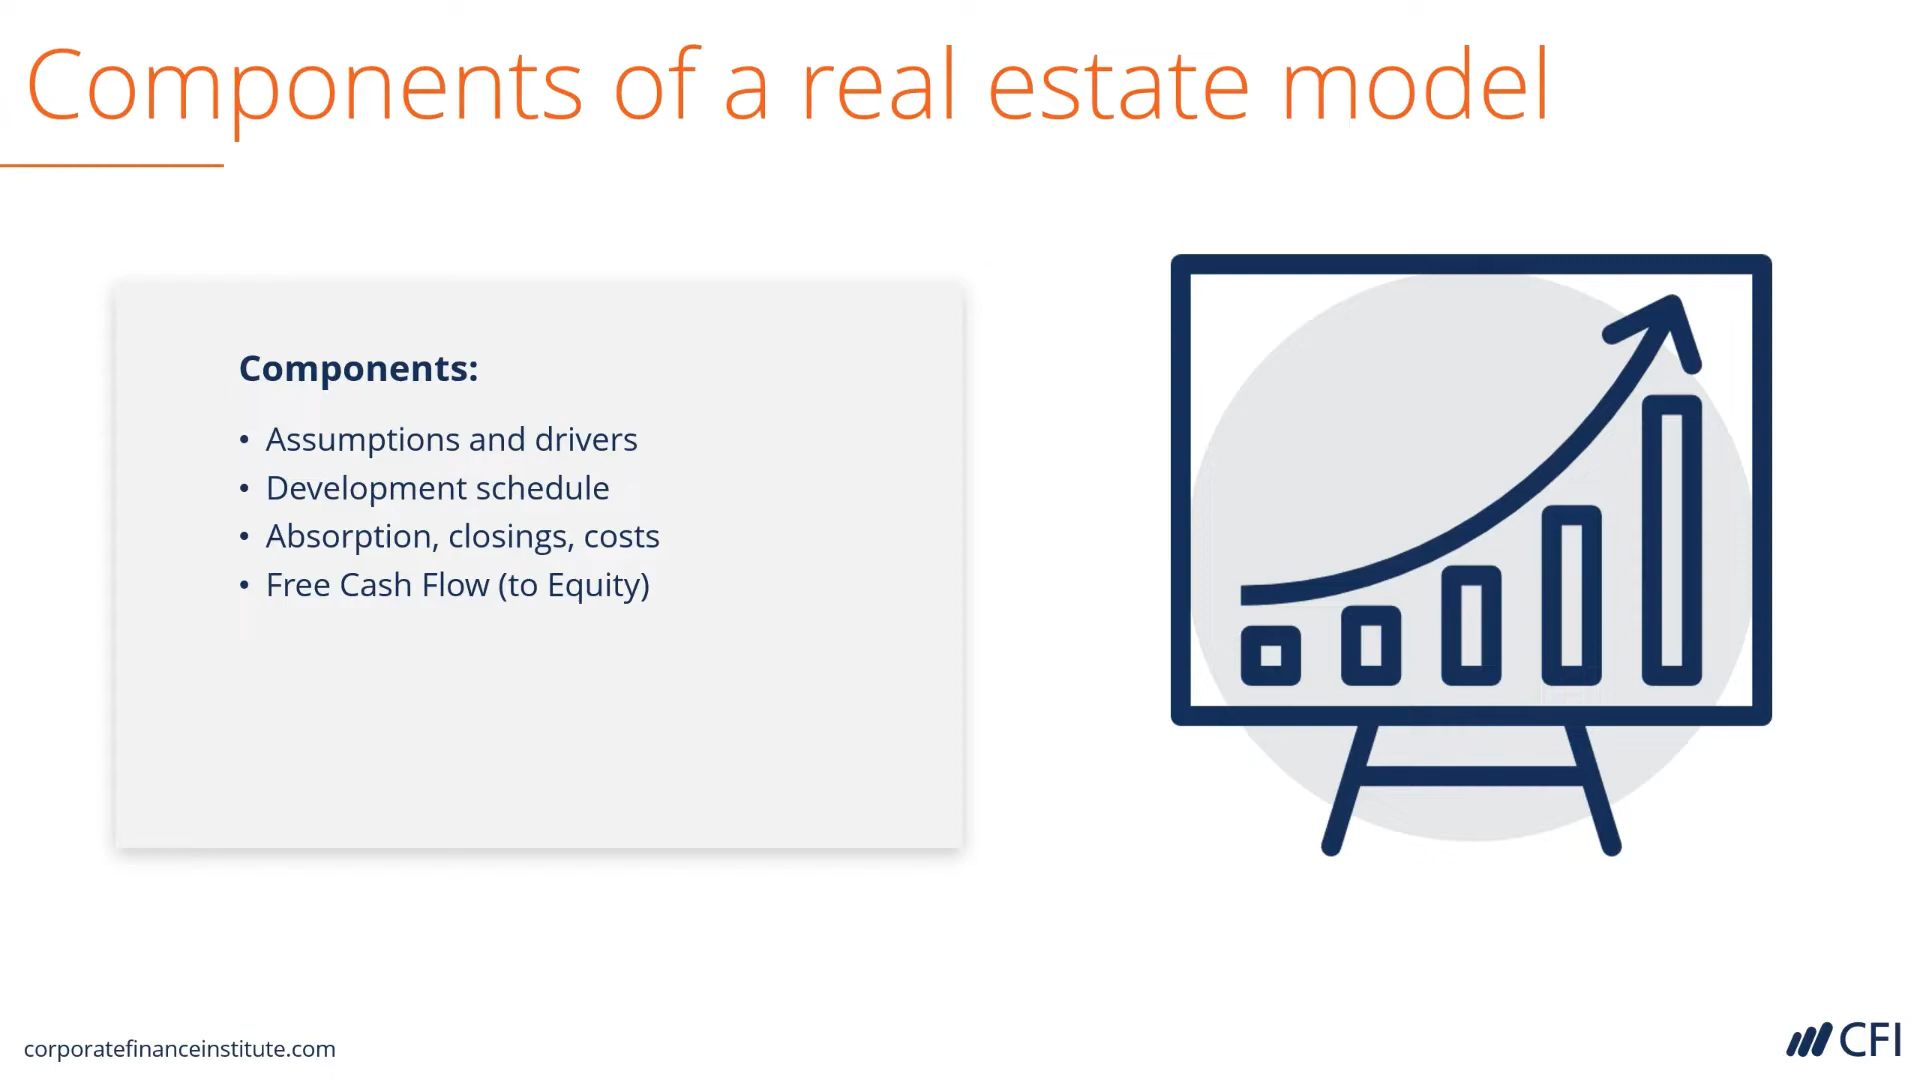 Components of a real estate model
Components:
• Assumptions and drivers
• Development schedule
• Absorption, closings, costs
• Free Cash Flow (to Equity)
corporatefinanceinstitute.com
CFI